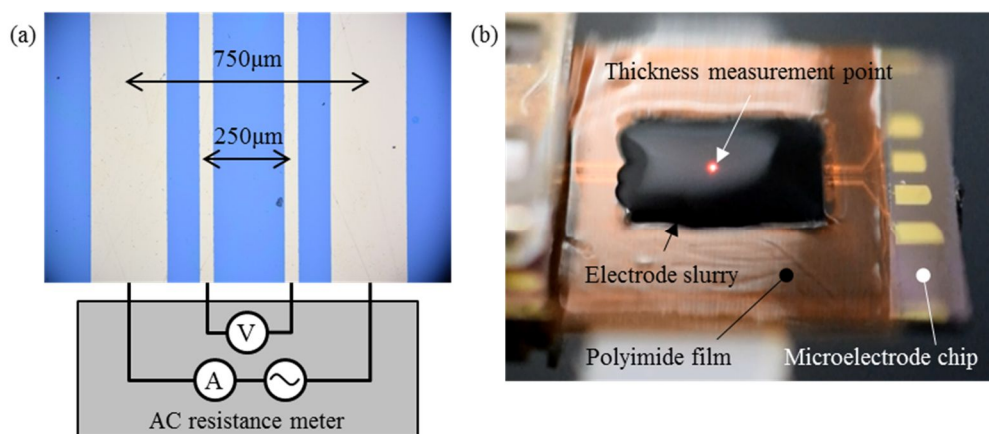 (a)
750μm
250μm
V
A
AC resistance meter
(b)
Thickness measurement point
Electrode slurry
Polyimide film
Microelectrode chip